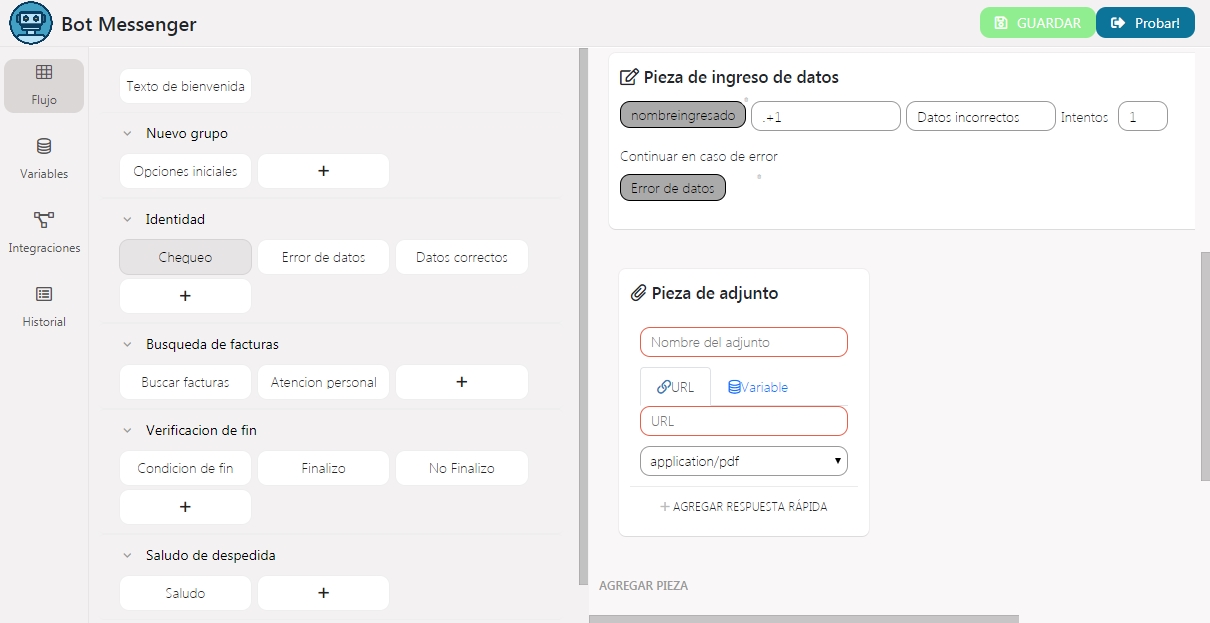 Bot Messenger
GUARDAR
Probar!
Flujo
Variables
Integraciones
Historial
Texto de bienvenida
Nuevo grupo
Opciones iniciales
+
Identidad
Chequeo
Error de datos
Datos correctos
+
Busqueda de facturas
Buscar facturas
Atencion personal
+
Verificacion de fin
Condicion de fin
Finalizo
No Finalizo
+
Saludo de despedida
Saludo
+
Pieza de ingreso de datos
nombreingresado
.+1
Datos incorrectos
Intentos
1
Continuar en caso de error
Error de datos
Pieza de adjunto
Nombre del adjunto
URL
Variable
URL
application/pdf
+ AGREGAR RESPUESTA RÁPIDA
AGREGAR PIEZA